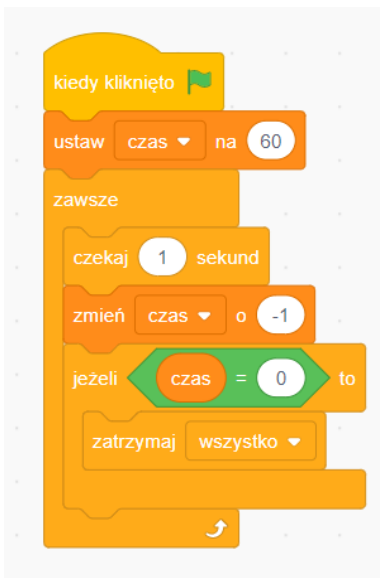 kiedy kliknięto
ustaw czas na 60
zawsze
czekaj 1 sekund
zmień czas o -1
jeżeli czas = 0 to
zatrzymaj wszystko